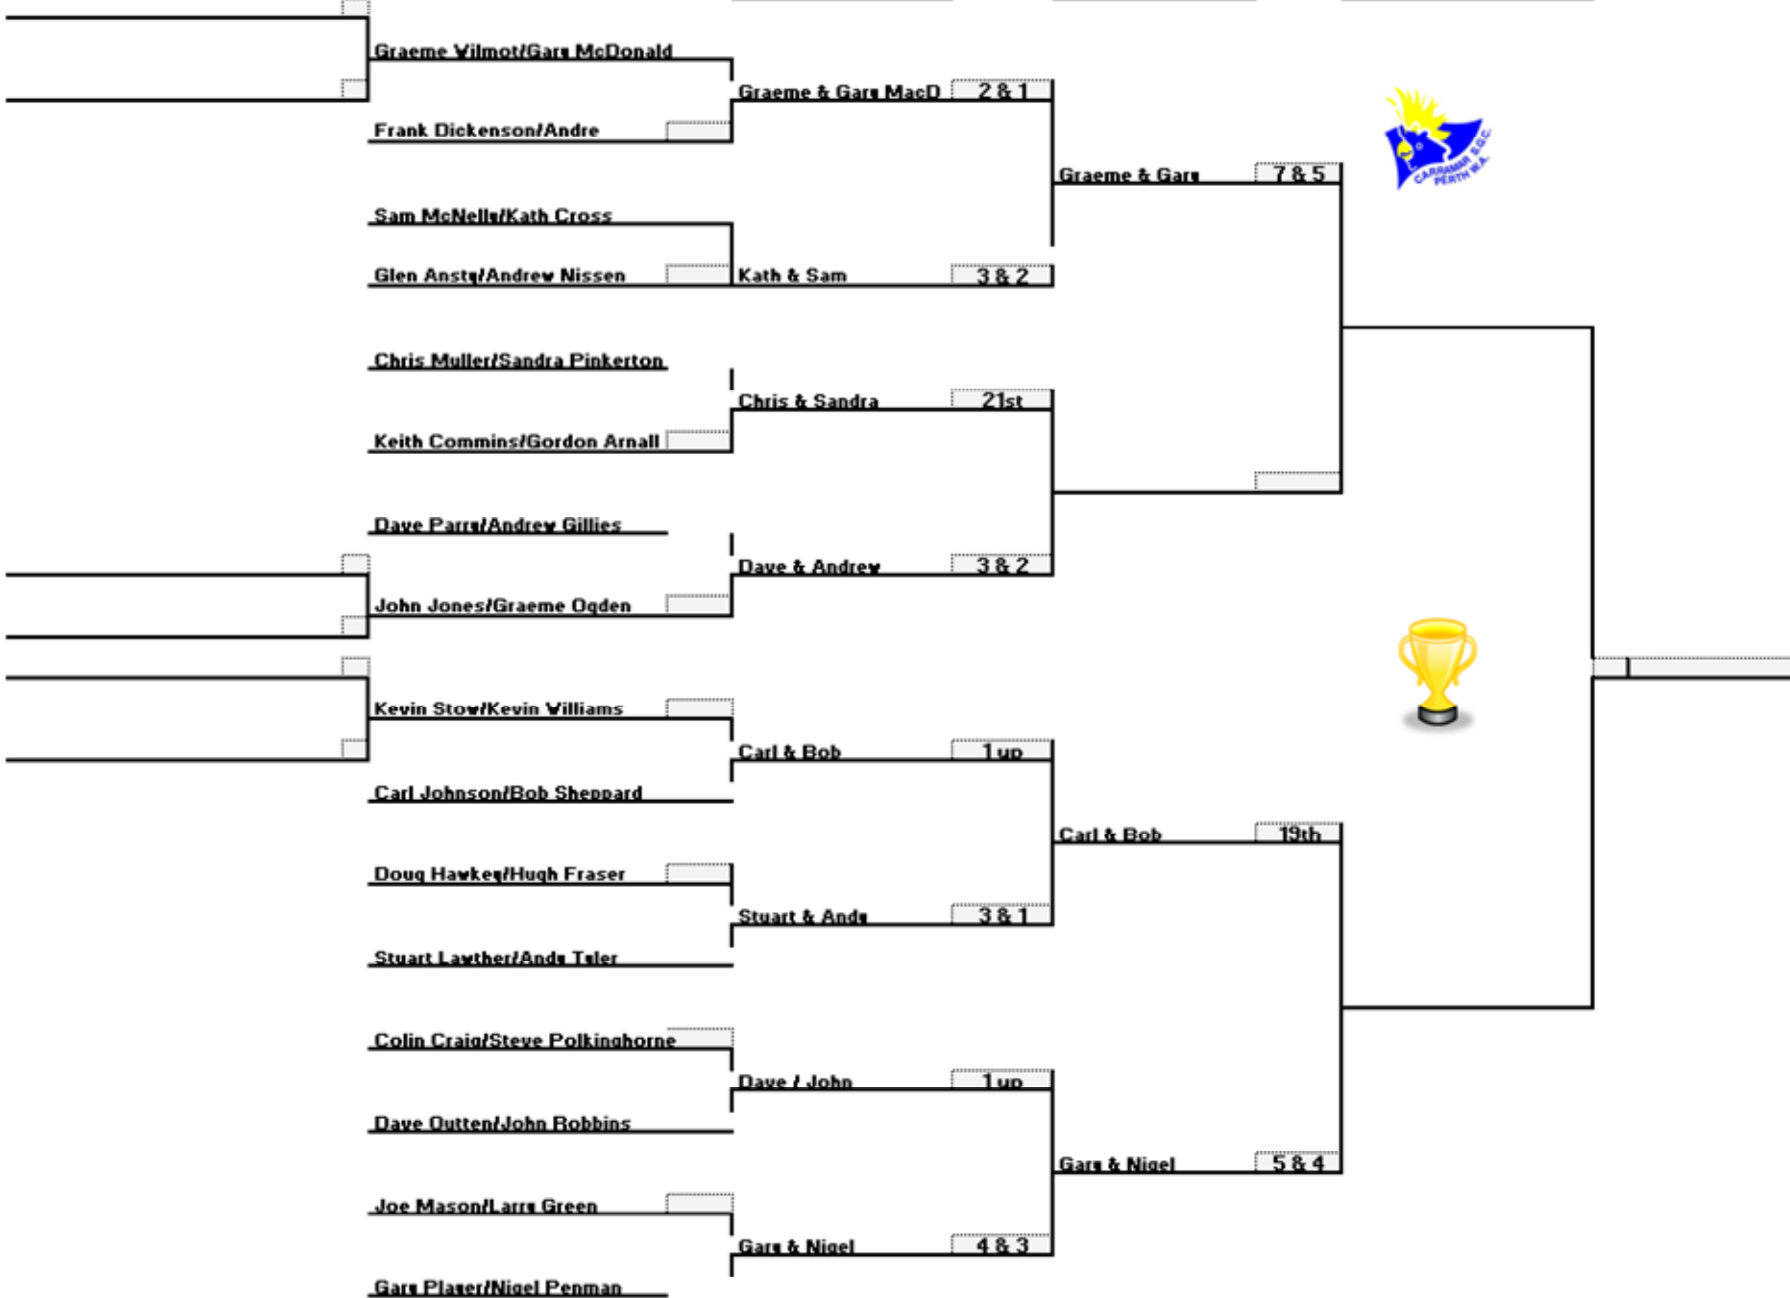 Graeme Wilmot/Gary McDonald
Graeme & Gary MacD 2 & 1
Frank Dickenson/Andre
CARRAMAR S.G.C.
PERTH W.A.
Graeme & Gary 7 & 5
Sam McNelly/Kath Cross
Glen Ansty/Andrew Nissen
Kath & Sam 3 & 2
Chris Muller/Sandra Pinkerton
Chris & Sandra 21st
Keith Commins/Gordon Arnall
Dave Parry/Andrew Gillies
Dave & Andrew 3 & 2
John Jones/Graeme Ogden
Kevin Stow/Kevin Williams
Carl & Bob 1 up
Carl Johnson/Bob Sheppard
Carl & Bob 19th
Doug Hawkey/Hugh Fraser
Stuart & Andy 3 & 1
Stuart Lawther/Andy Tyler
Colin Craig/Steve Polkinghorne
Dave / John 1 up
Dave Outten/John Robbins
Gary & Nigel 5 & 4
Joe Mason/Larry Green
Gary & Nigel 4 & 3
Gary Player/Nigel Penman